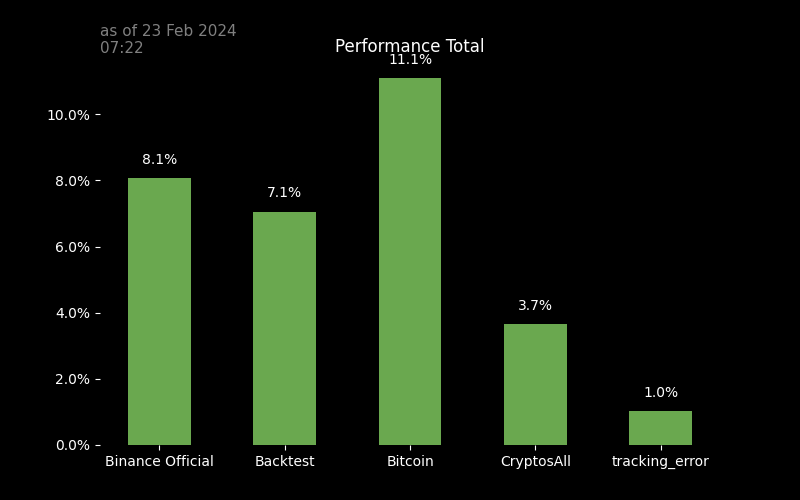 as of 23 Feb 2024
07:22
Performance Total
11.1%
10.0%
8.1%
8.0%
7.1%
6.0%
4.0%
3.7%
2.0%
1.0%
0.0%
Binance Official
Backtest
Bitcoin
CryptosAll
tracking_error